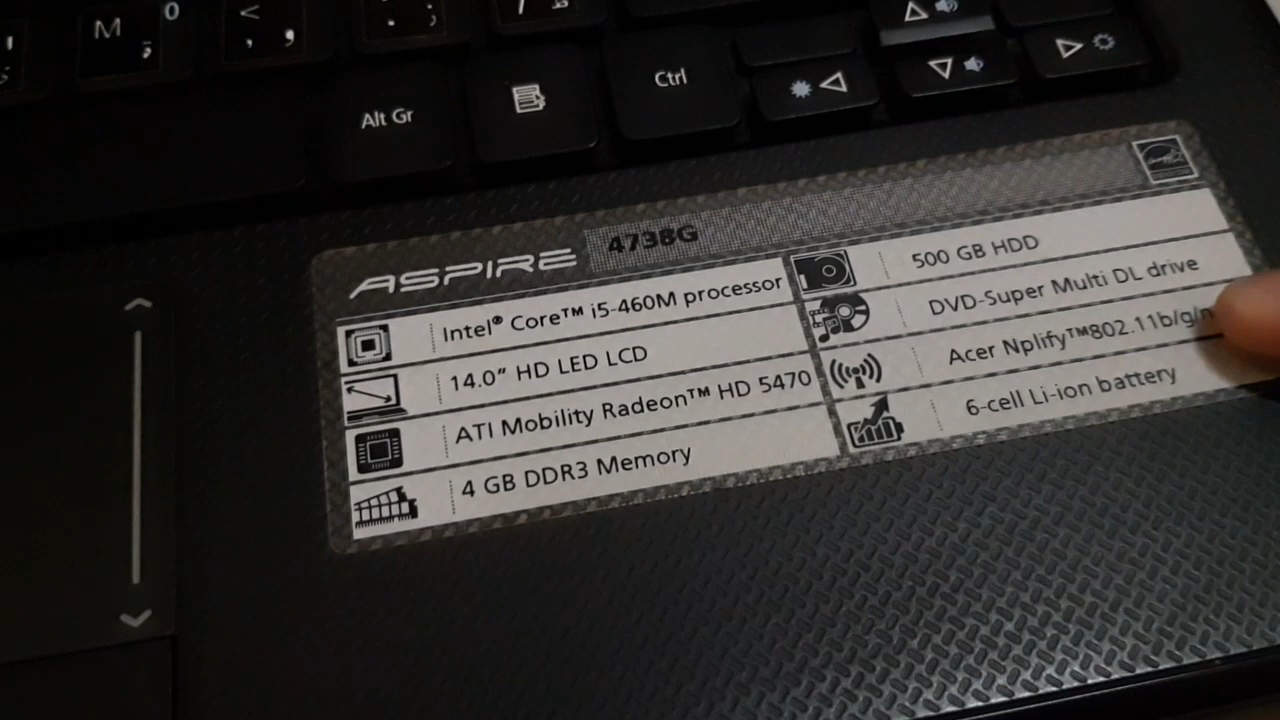 M
<
Alt Gr
Ctrl
ASPIRE 4738G
Intel® Core™ i5-460M processor
14.0" HD LED LCD
ATI Mobility Radeon™ HD 5470
4 GB DDR3 Memory
500 GB HDD
DVD-Super Multi DL drive
Acer Nplify™802.11b/g/n
6-cell Li-ion battery